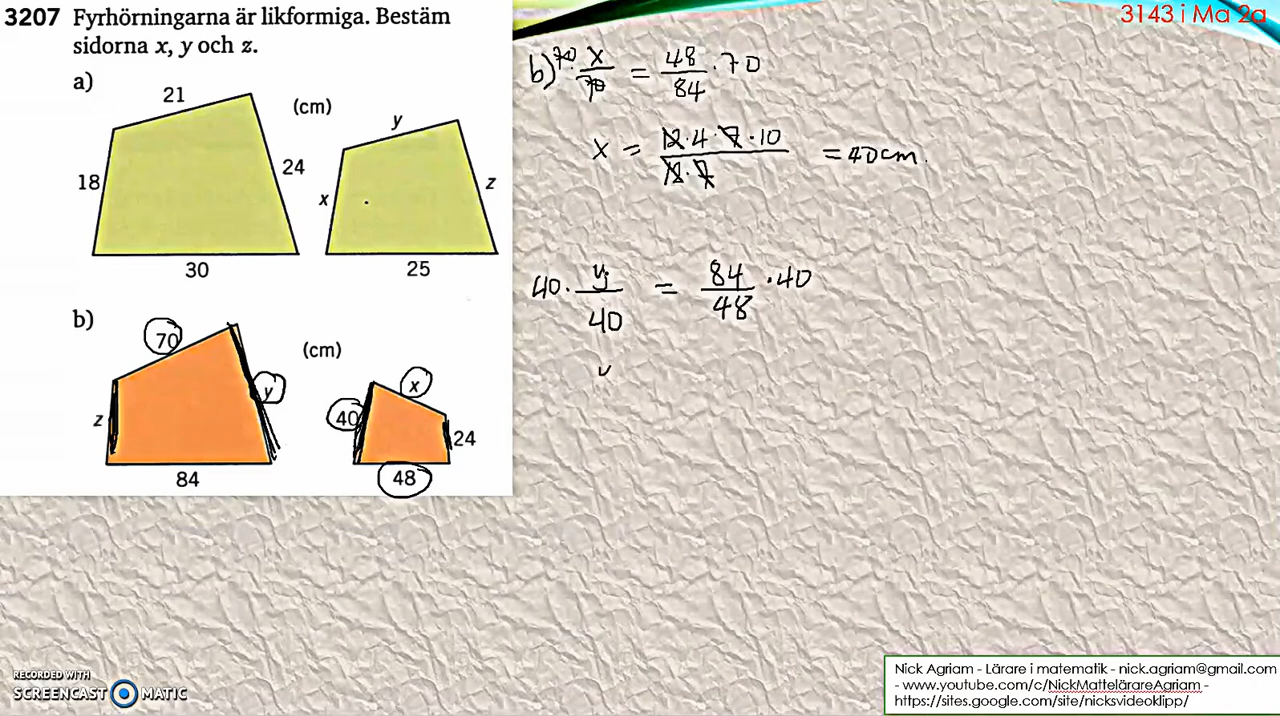 3207 Fyrhörningarna är likformiga. Bestäm
sidorna x, y och z.
a)
21
(cm)
y
18
24
x
z
30
25
b)
70
(cm)
x
z
y
40
24
84
48
3143 i Ma 2a
b) 70 · x/70 = 48/84 · 70
x = 12·4·7·10/12·7 = 40 cm.
40 · y/40 = 84/48 · 40
RECORDED WITH
SCREENCAST MATIC
Nick Agriam - Lärare i matematik - nick.agriam@gmail.com
- www.youtube.com/c/NickMattelärareAgriam -
https://sites.google.com/site/nicksvideoklipp/